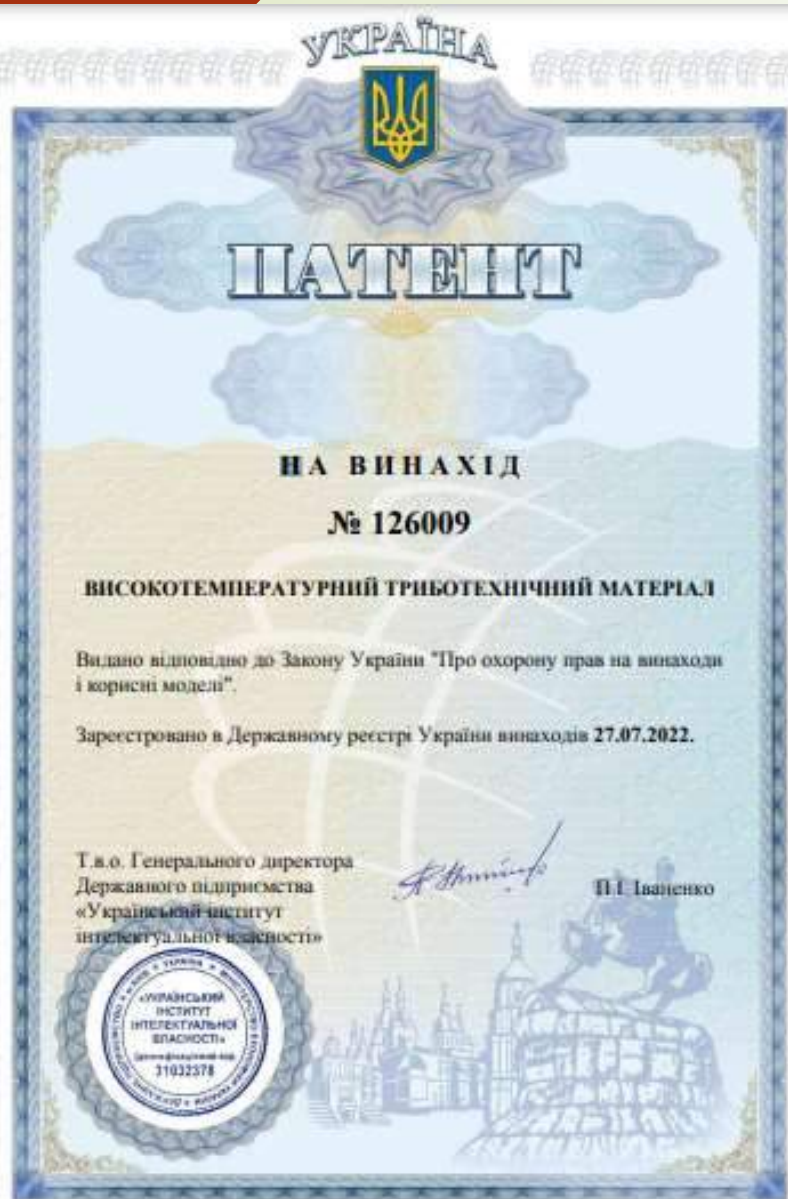 УКРАЇНА
ПАТЕНТ
НА ВИНАХІД
№ 126009
ВИСОКОТЕМПЕРАТУРНИЙ ТРИБОТЕХНІЧНИЙ МАТЕРІАЛ
Видано відповідно до Закону України "Про охорону прав на винаходи
і корисні моделі".
Зареєстровано в Державному реєстрі України винаходів 27.07.2022.
Т.в.о. Генерального директора
Державного підприємства
«Український інститут
інтелектуальної власності»
П.І. Іваненко
«УКРАЇНСЬКИЙ
ІНСТИТУТ
ІНТЕЛЕКТУАЛЬНОЇ
ВЛАСНОСТІ»
31032378